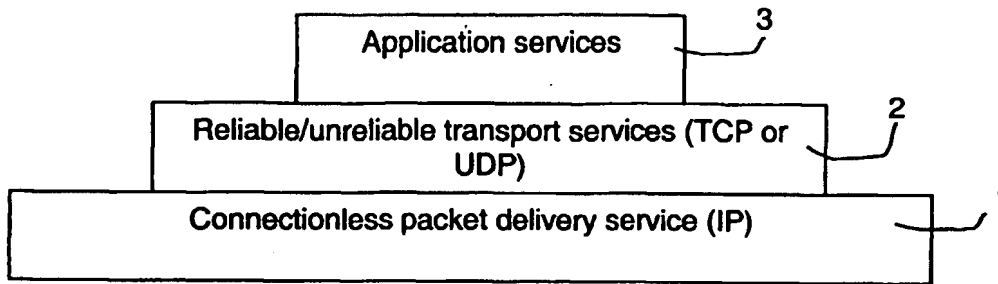 3
Application services
2
Reliable/unreliable transport services (TCP or
UDP)
Connectionless packet delivery service (IP)